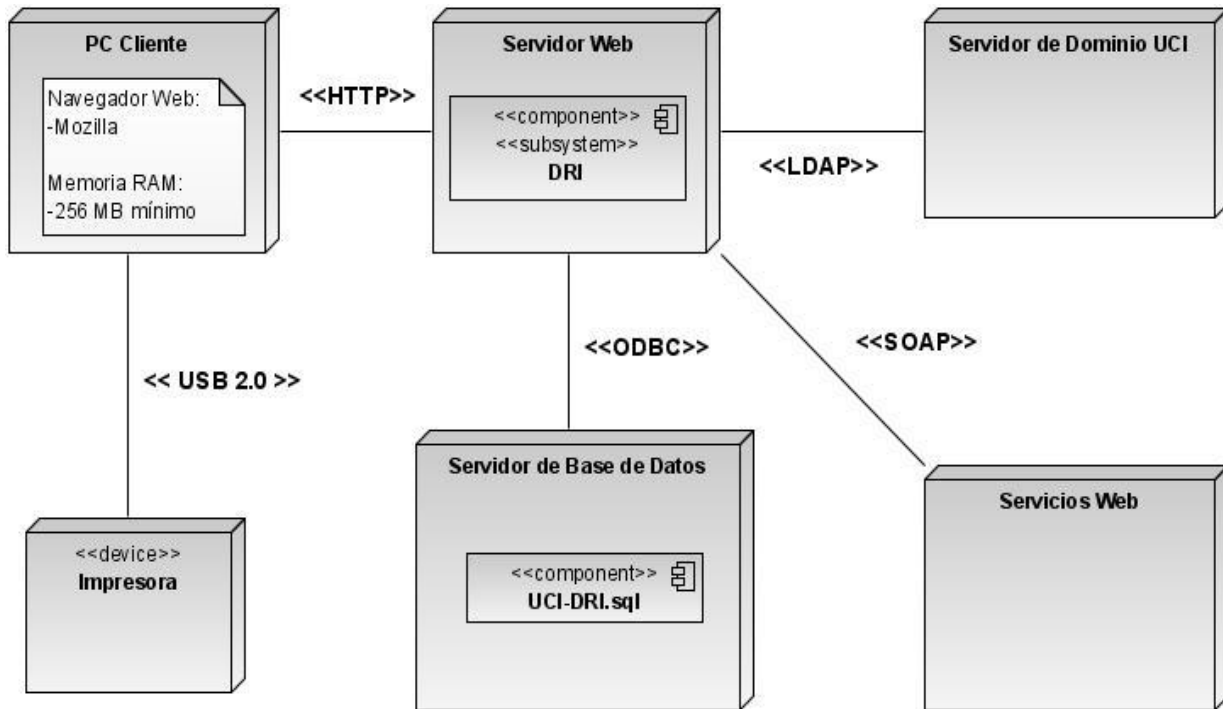 PC Cliente
Navegador Web:
-Mozilla
Memoria RAM:
-256 MB mínimo
<<HTTP>>
Servidor Web
<<component>>
<<subsystem>>
DRI
<<LDAP>>
Servidor de Dominio UCI
<< USB 2.0 >>
<<ODBC>>
<<SOAP>>
<<device>>
Impresora
Servidor de Base de Datos
<<component>>
UCI-DRI.sql
Servicios Web